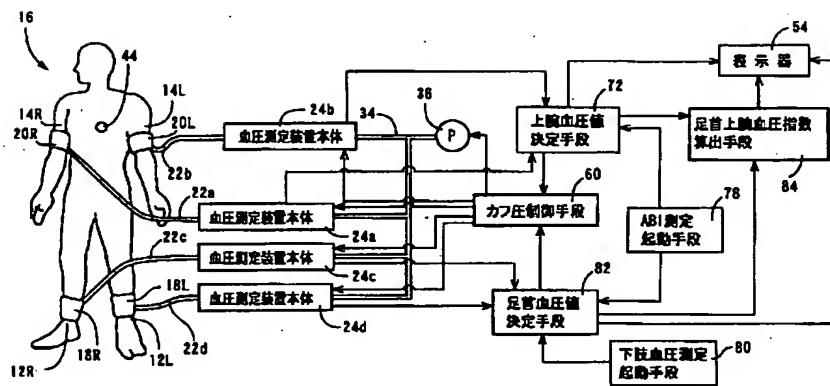 16
44
14R
14L
20R
20L
22b
24b
血圧測定装置本体
34
36
P
72
上腕血圧値
決定手段
54
表示器
足首上腕血圧指数
算出手段
84
60
カフ圧制御手段
22a
血圧測定装置本体
24a
ABI測定
起動手段
78
22c
血圧測定装置本体
24c
82
足首血圧値
決定手段
18L
血圧測定装置本体
24d
22d
18R
12R
12L
下肢血圧測定
起動手段
80